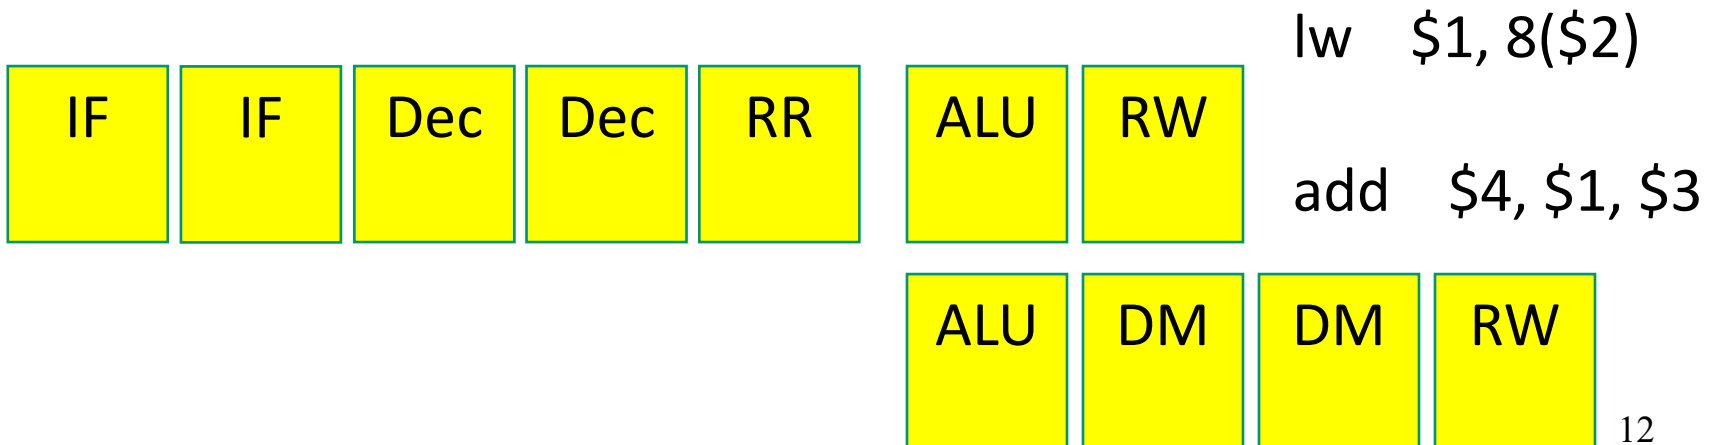 lw $1, 8($2)
IF IF Dec Dec RR ALU RW
add $4, $1, $3
ALU DM DM RW
12